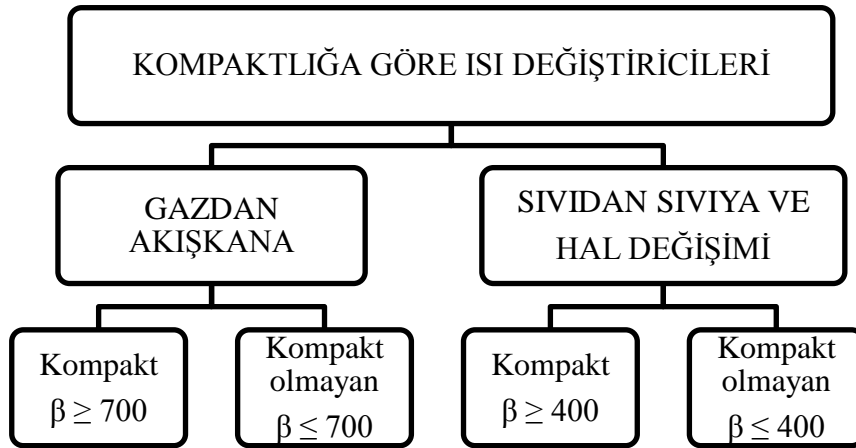 KOMPAKTLIĞA GÖRE ISI DEĞİŞTİRİCİLERİ
GAZDAN
AKIŞKANA
SIVIDAN SIVIYA VE
HAL DEĞİŞİMİ
Kompakt
β ≥ 700
Kompakt
olmayan
β ≤ 700
Kompakt
β ≥ 400
Kompakt
olmayan
β ≤ 400